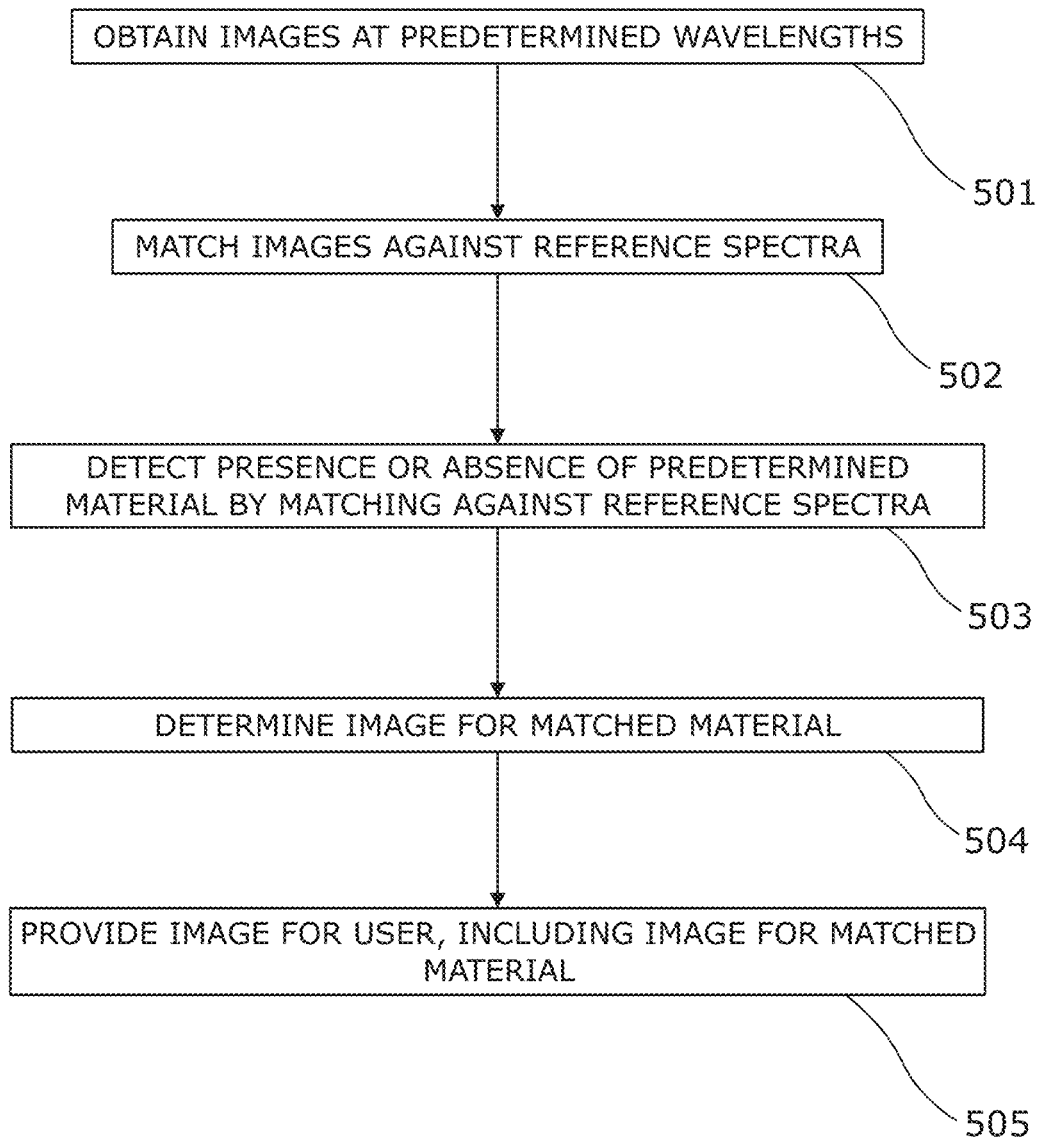 OBTAIN IMAGES AT PREDETERMINED WAVELENGTHS
501
MATCH IMAGES AGAINST REFERENCE SPECTRA
502
DETECT PRESENCE OR ABSENCE OF PREDETERMINED
MATERIAL BY MATCHING AGAINST REFERENCE SPECTRA
503
DETERMINE IMAGE FOR MATCHED MATERIAL
504
PROVIDE IMAGE FOR USER, INCLUDING IMAGE FOR MATCHED
MATERIAL
505